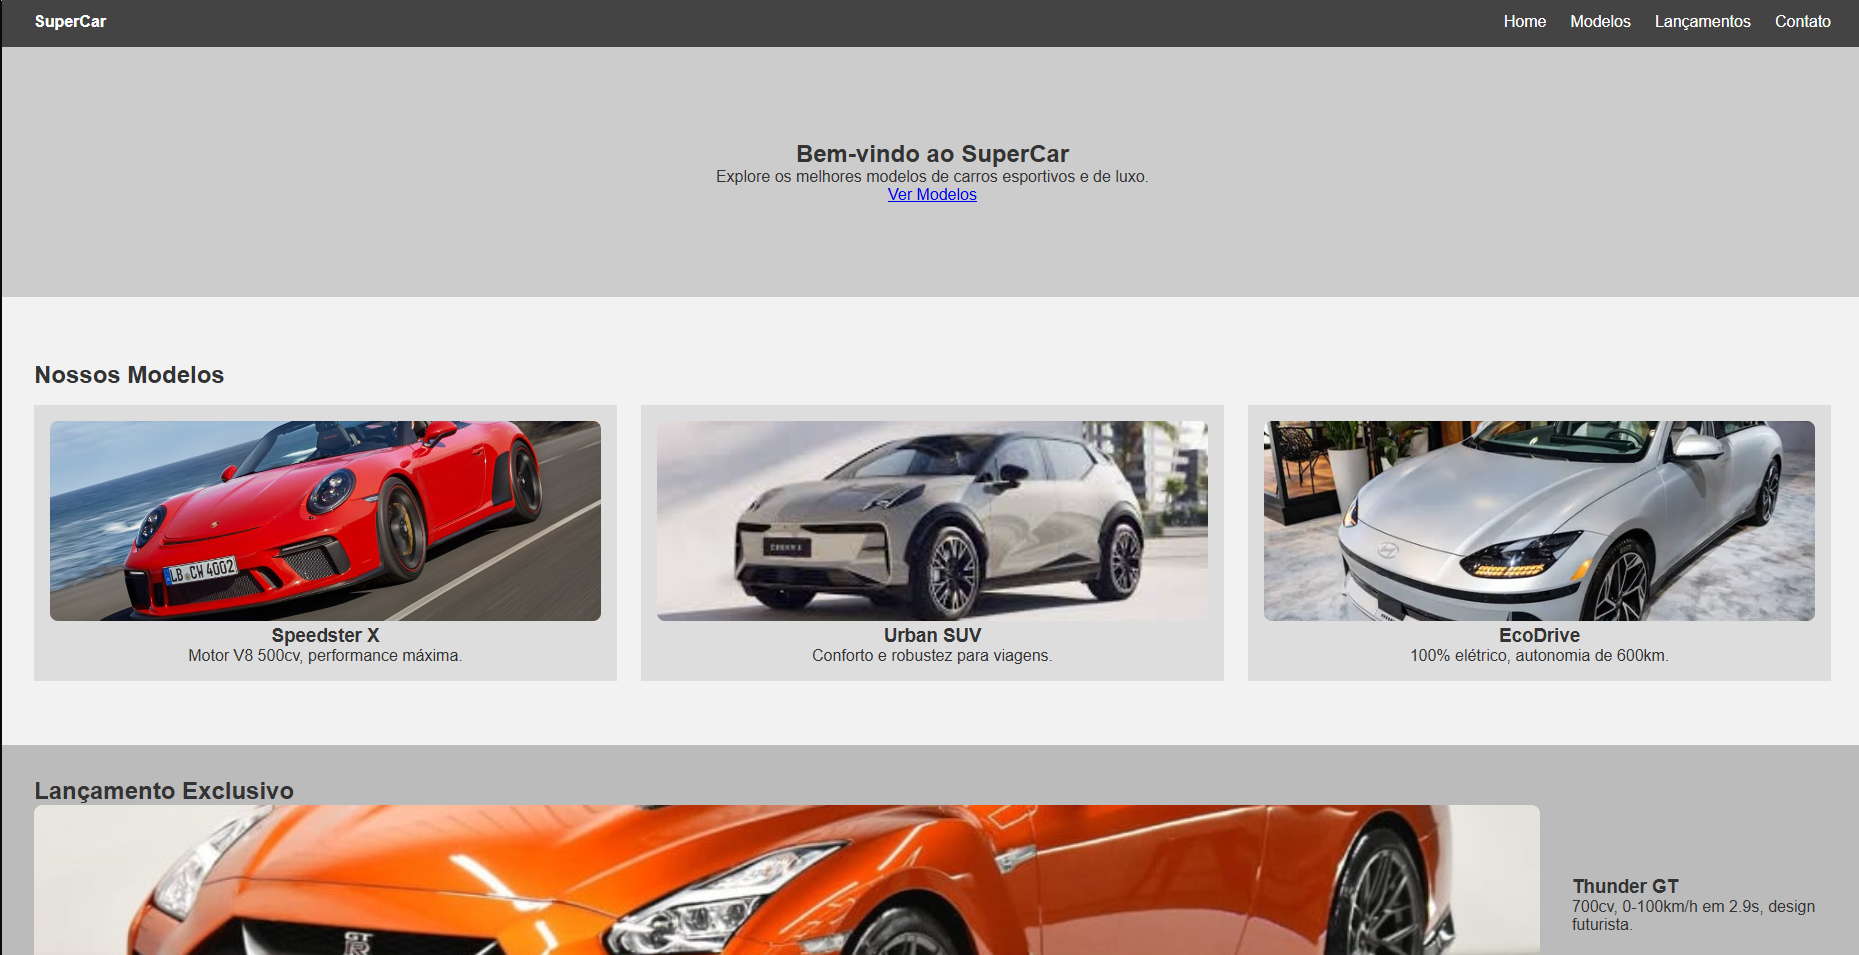 SuperCar
Home Modelos Lançamentos Contato
Bem-vindo ao SuperCar
Explore os melhores modelos de carros esportivos e de luxo.
Ver Modelos
Nossos Modelos
LB CW 4002
Speedster X
Motor V8 500cv, performance máxima.
Urban SUV
Conforto e robustez para viagens.
EcoDrive
100% elétrico, autonomia de 600km.
Lançamento Exclusivo
GT
R
Thunder GT
700cv, 0-100km/h em 2.9s, design
futurista.